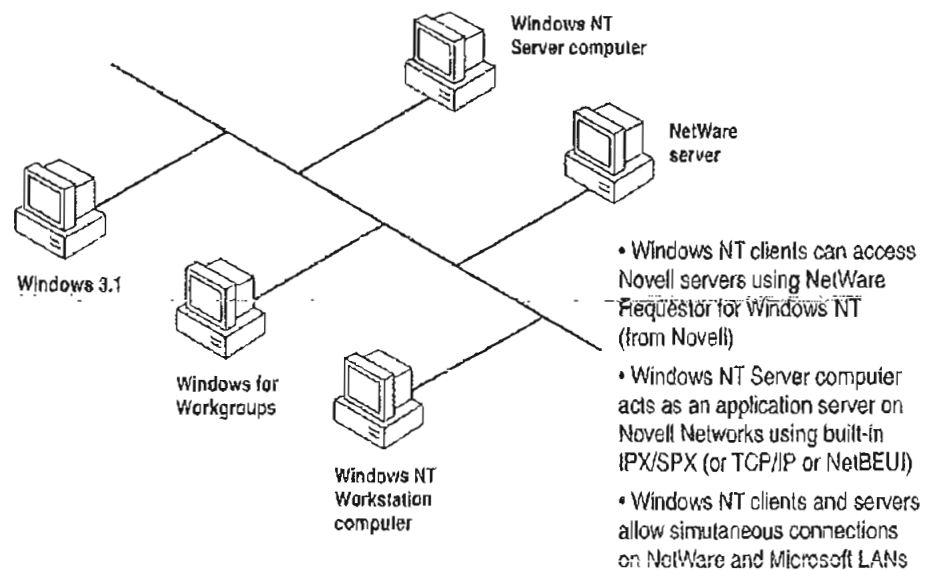 Windows NT
Server computer
NetWare
server
Windows 3.1
Windows for
Workgroups
Windows NT
Workstation
computer
• Windows NT clients can access
Novell servers using NetWare
Requestor for Windows NT
(from Novell)
• Windows NT Server computer
acts as an application server on
Novell Networks using built-in
IPX/SPX (or TCP/IP or NetBEUI)
• Windows NT clients and servers
allow simutaneous connections
on NetWare and Microsoft LANs